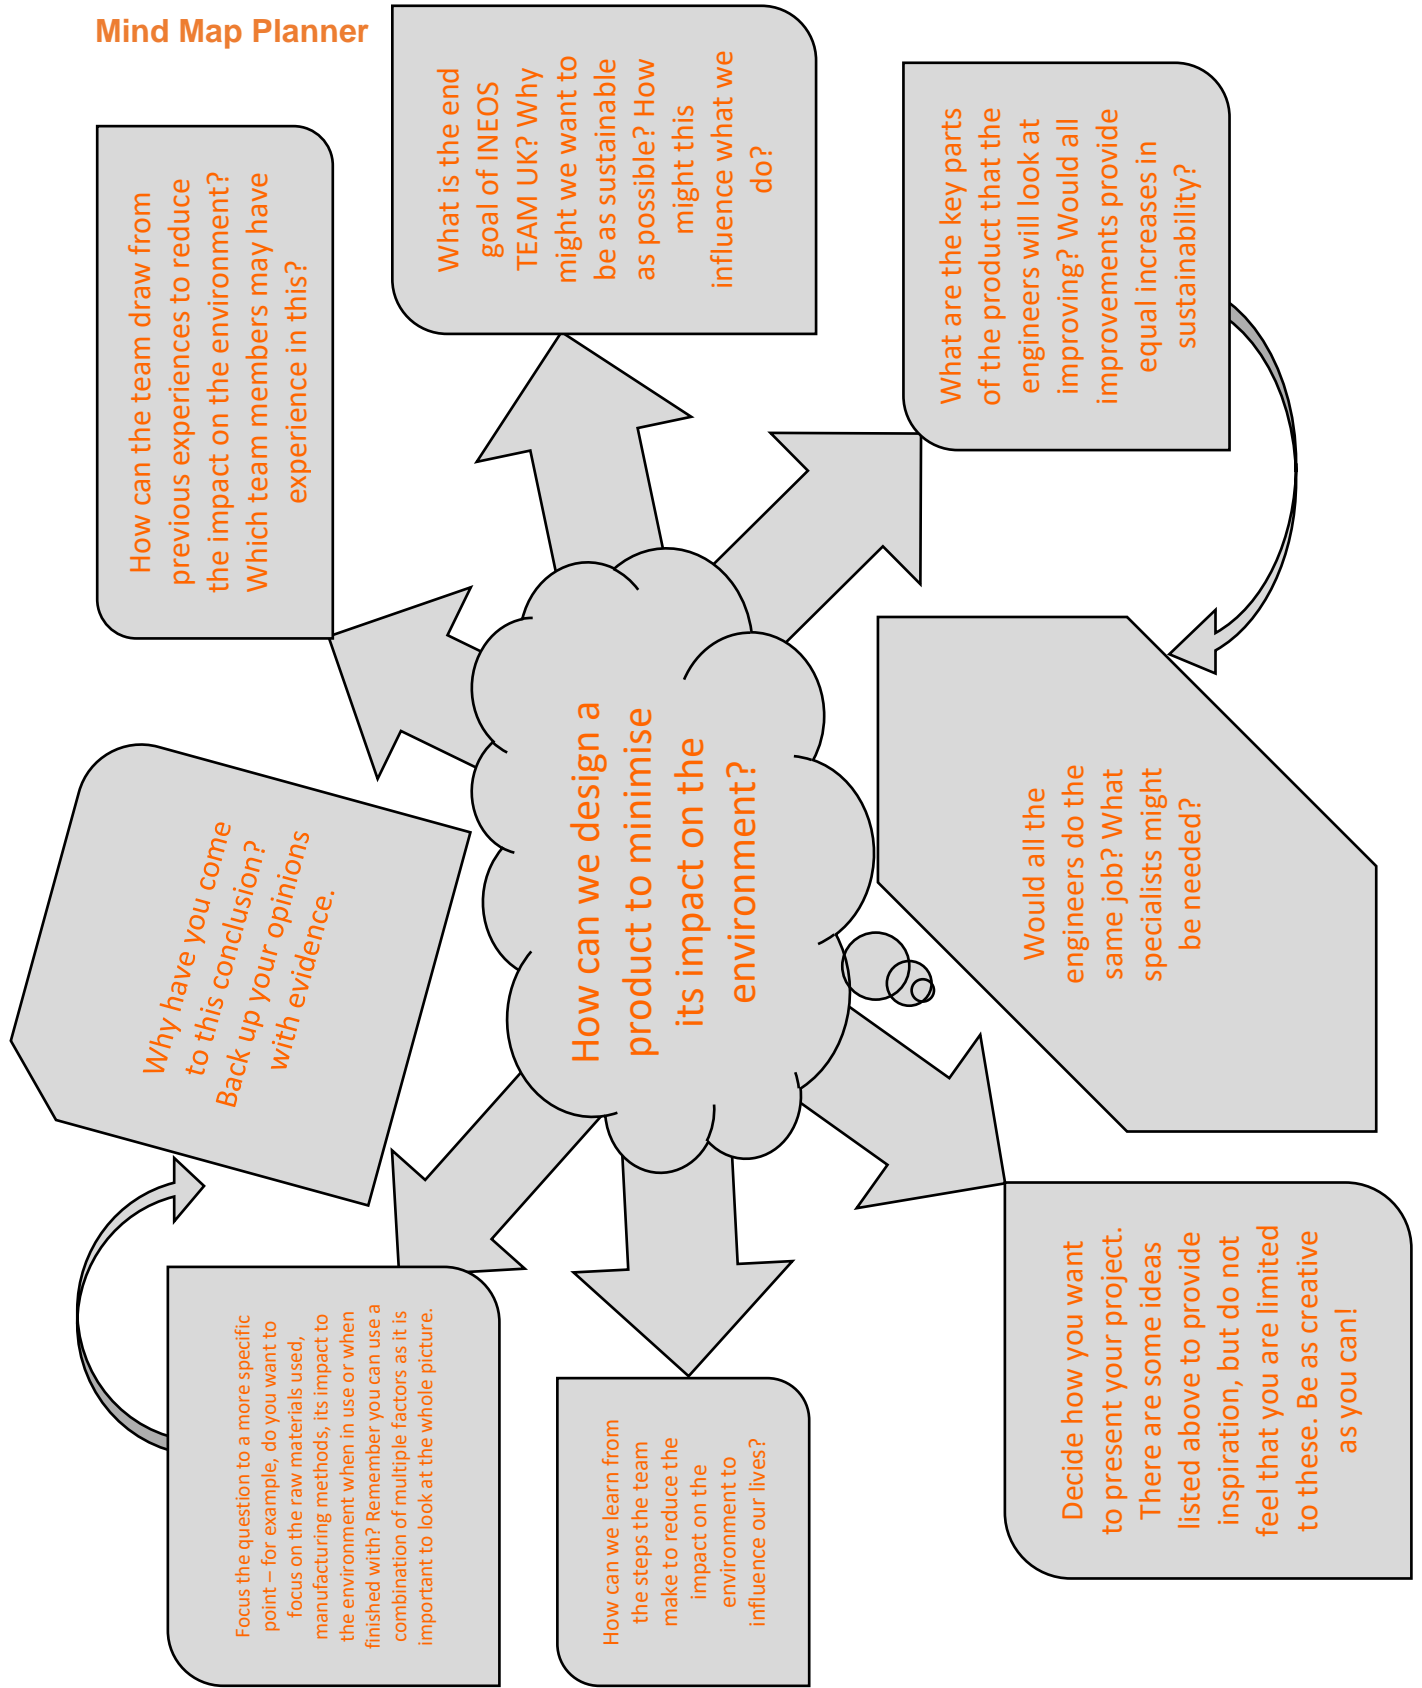 Mind Map Planner
How can the team draw from
previous experiences to reduce
the impact on the environment?
Which team members may have
experience in this?
What is the end
goal of INEOS
TEAM UK? Why
might we want to
be as sustainable
as possible? How
might this
influence what we
do?
What are the key parts
of the product that the
engineers will look at
improving? Would all
improvements provide
equal increases in
sustainability?
Why have you come
to this conclusion?
Back up your opinions
with evidence.
How can we design a
product to minimise
its impact on the
environment?
Would all the
engineers do the
same job? What
specialists might
be needed?
Focus the question to a more specific
point – for example, do you want to
focus on the raw materials used,
manufacturing methods, its impact to
the environment when in use or when
finished with? Remember you can use a
combination of multiple factors as it is
important to look at the whole picture.
How can we learn from
the steps the team
make to reduce the
impact on the
environment to
influence our lives?
Decide how you want
to present your project.
There are some ideas
listed above to provide
inspiration, but do not
feel that you are limited
to these. Be as creative
as you can!